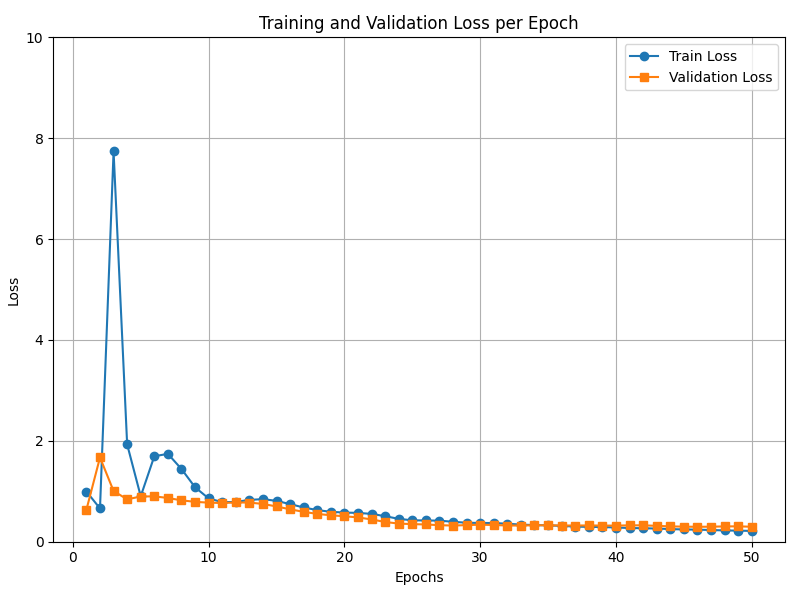 Training and Validation Loss per Epoch
Train Loss
Validation Loss
10
8
6
4
2
0
Loss
0 10 20 30 40 50
Epochs